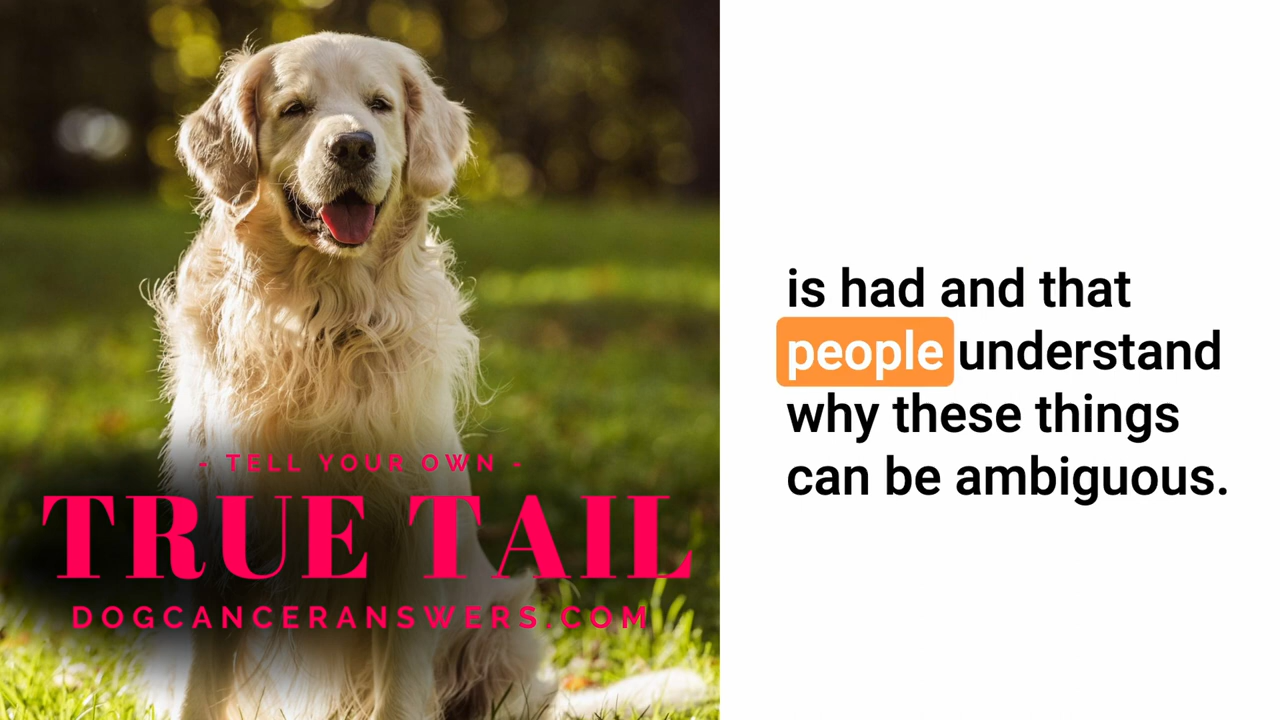 - TELL YOUR OWN -
TRUE TAIL
DOGCANCERANSWERS.COM
is had and that
people understand
why these things
can be ambiguous.